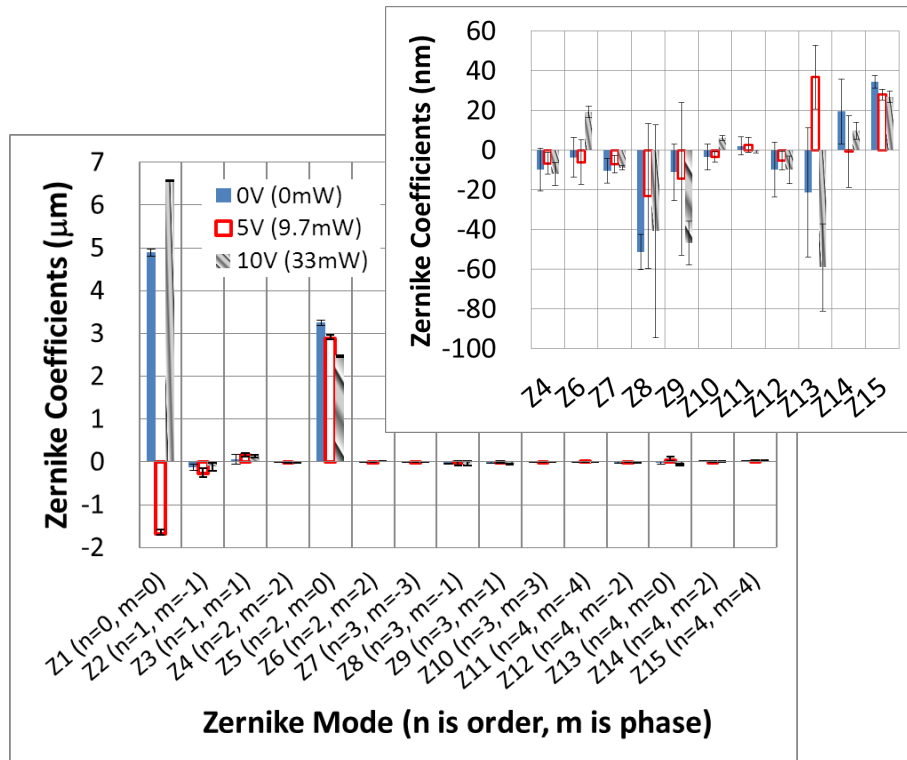 60
40
20
0
-20
-40
-60
-80
-100
Zernike Coefficients (nm)
Z4
Z6
Z7
Z8
Z9
Z10
Z11
Z12
Z13
Z14
Z15
7
6
5
4
3
2
1
0
-1
-2
Zernike Coefficients (μm)
0V (0mW)
5V (9.7mW)
10V (33mW)
Z1 (n=0, m=0)
Z2 (n=1, m=-1)
Z3 (n=1, m=1)
Z4 (n=2, m=-2)
Z5 (n=2, m=0)
Z6 (n=2, m=2)
Z7 (n=3, m=-3)
Z8 (n=3, m=-1)
Z9 (n=3, m=1)
Z10 (n=3, m=3)
Z11 (n=4, m=-4)
Z12 (n=4, m=-2)
Z13 (n=4, m=0)
Z14 (n=4, m=2)
Z15 (n=4, m=4)
Zernike Mode (n is order, m is phase)